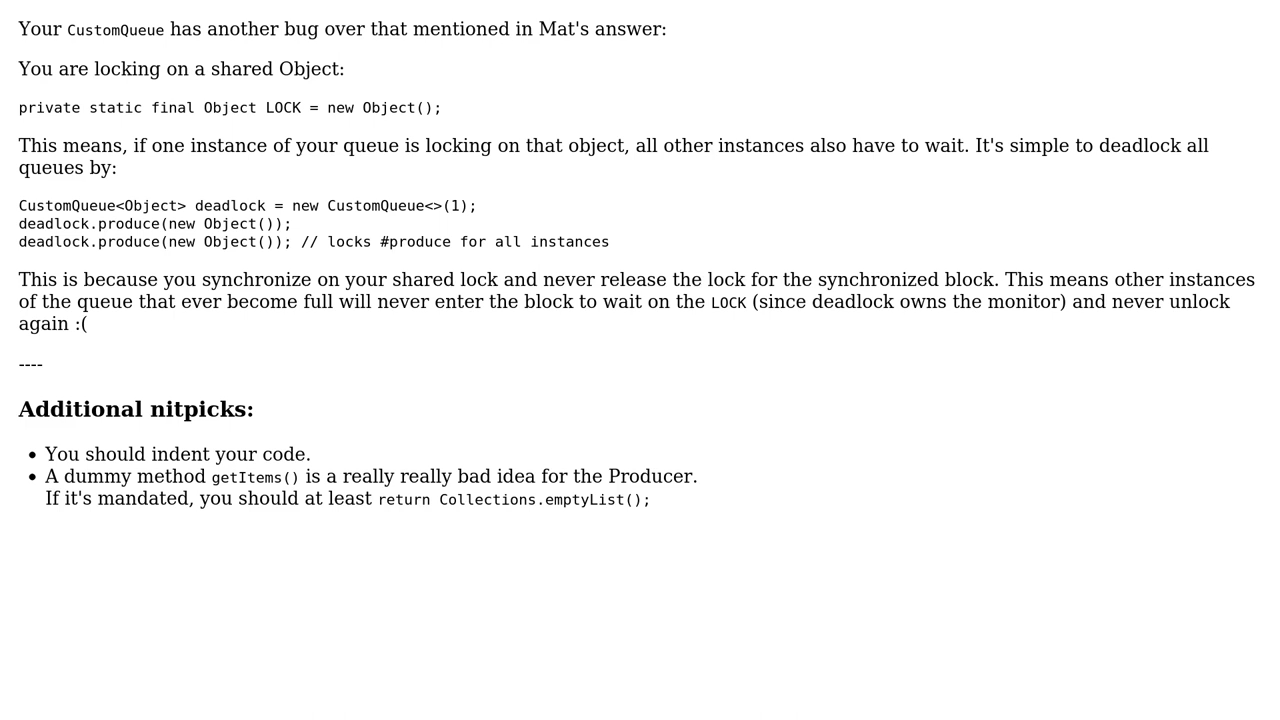 Your CustomQueue has another bug over that mentioned in Mat's answer:
You are locking on a shared Object:
private static final Object LOCK = new Object();
This means, if one instance of your queue is locking on that object, all other instances also have to wait. It's simple to deadlock all
queues by:
CustomQueue<Object> deadlock = new CustomQueue<>(1);
deadlock.produce(new Object());
deadlock.produce(new Object()); // locks #produce for all instances
This is because you synchronize on your shared lock and never release the lock for the synchronized block. This means other instances
of the queue that ever become full will never enter the block to wait on the LOCK (since deadlock owns the monitor) and never unlock
again :(
----
Additional nitpicks:
• You should indent your code.
• A dummy method getItems() is a really really bad idea for the Producer.
If it's mandated, you should at least return Collections.emptyList();